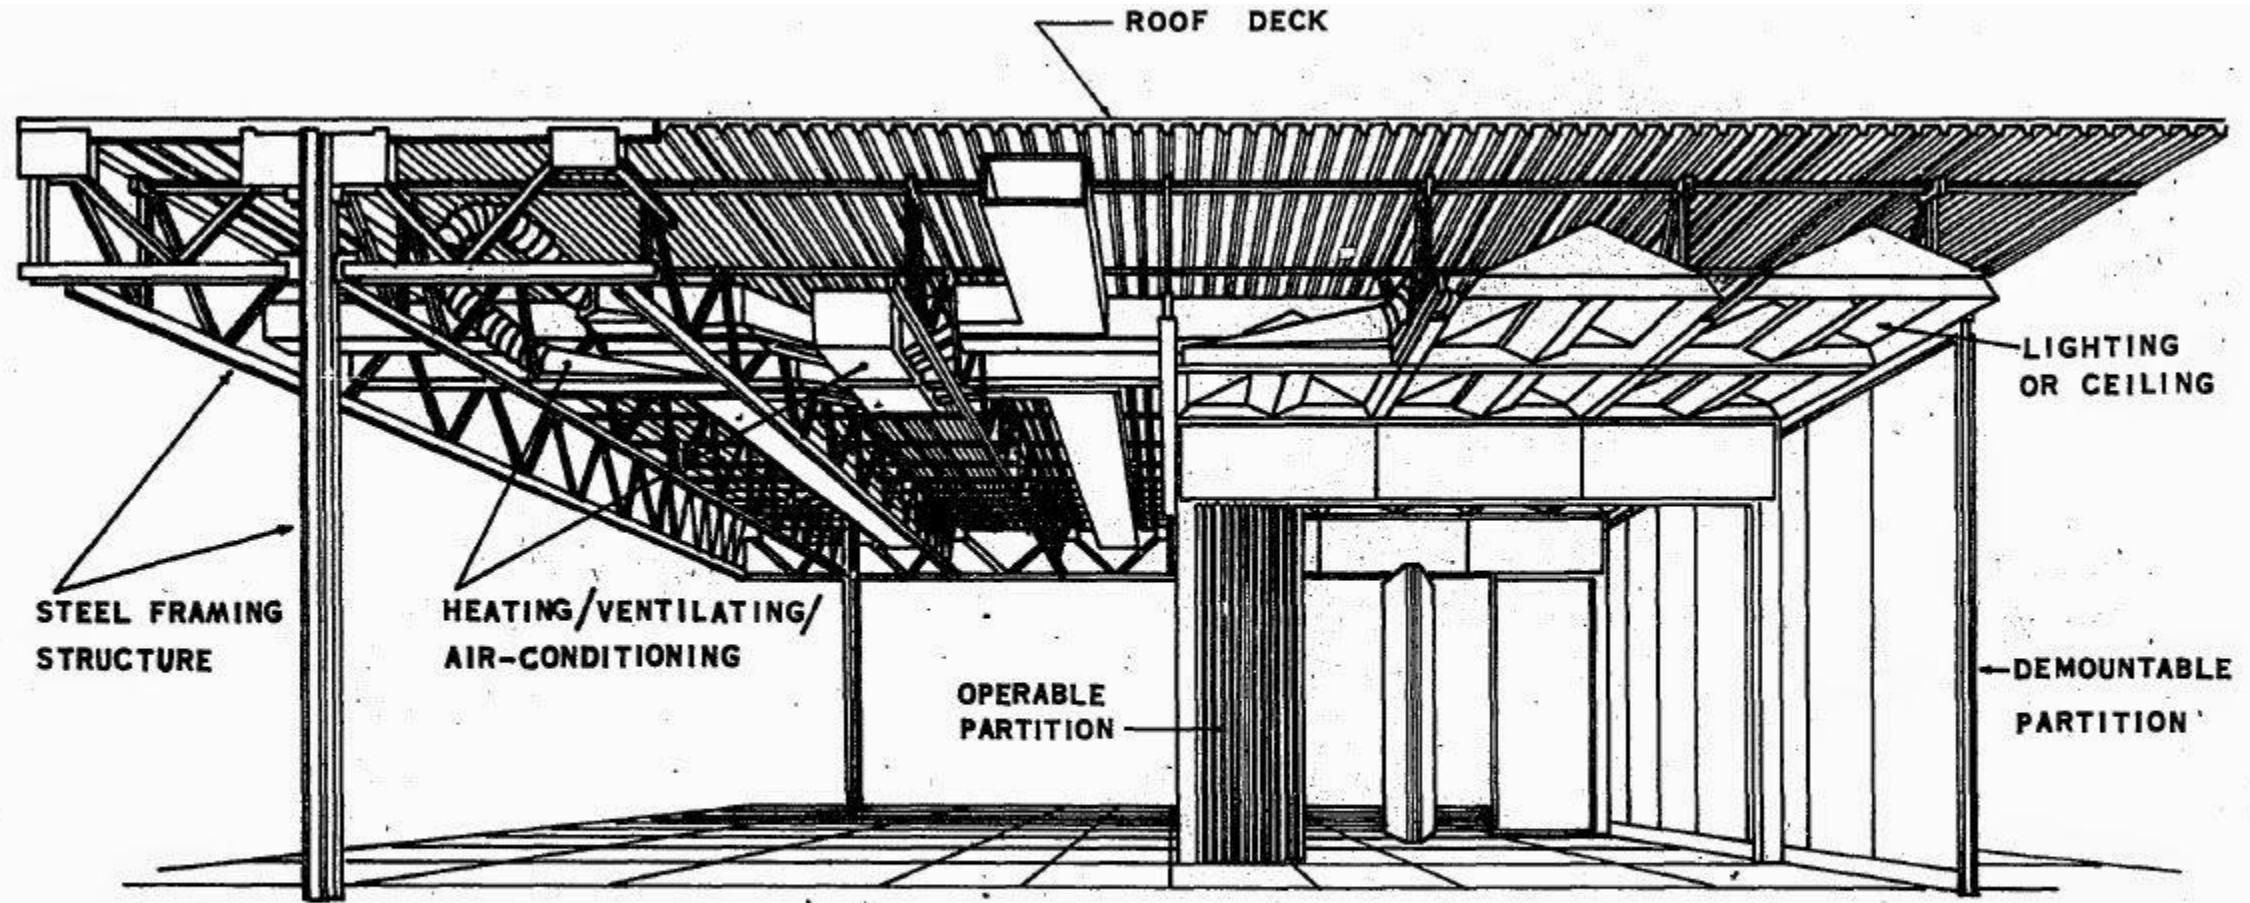 ROOF DECK
LIGHTING
OR CEILING
STEEL FRAMING
STRUCTURE
HEATING/VENTILATING/
AIR-CONDITIONING
OPERABLE
PARTITION
DEMOUNTABLE
PARTITION